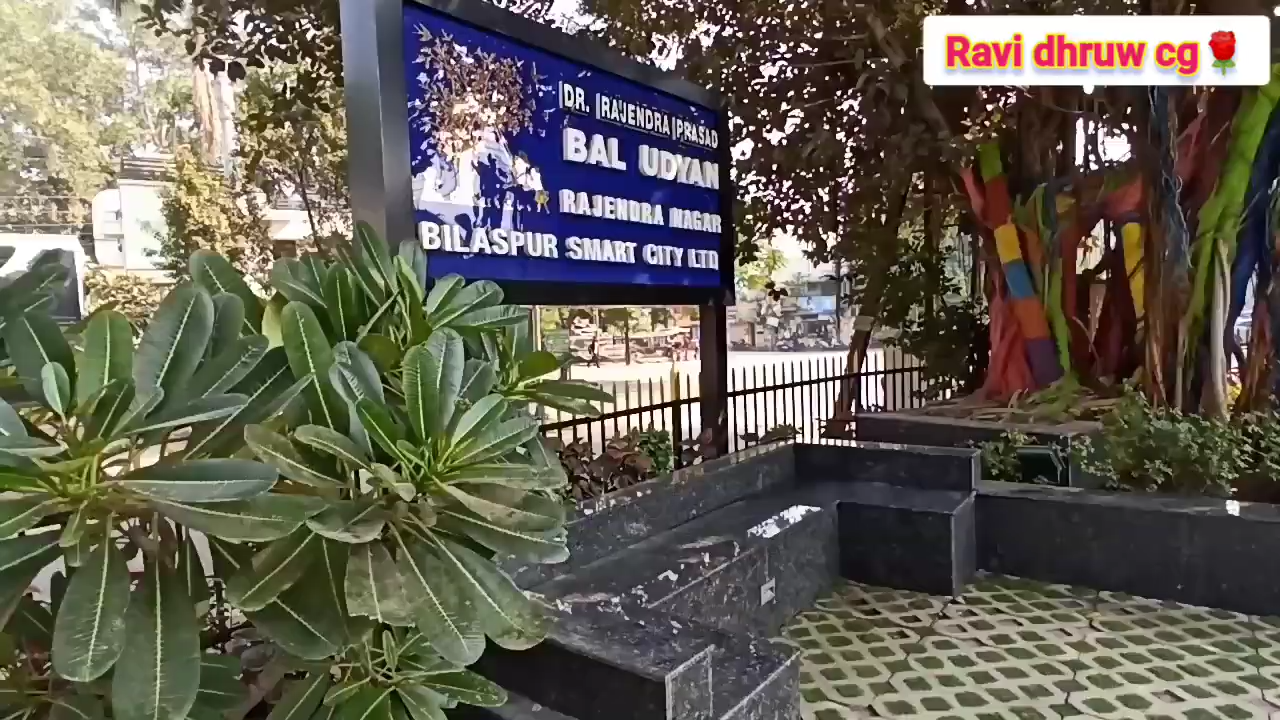 Ravi dhruw cg🌹
DR. RAJENDRA PRASAD
BAL UDYAN
RAJENDRA NAGAR
BILASPUR SMART CITY LTD